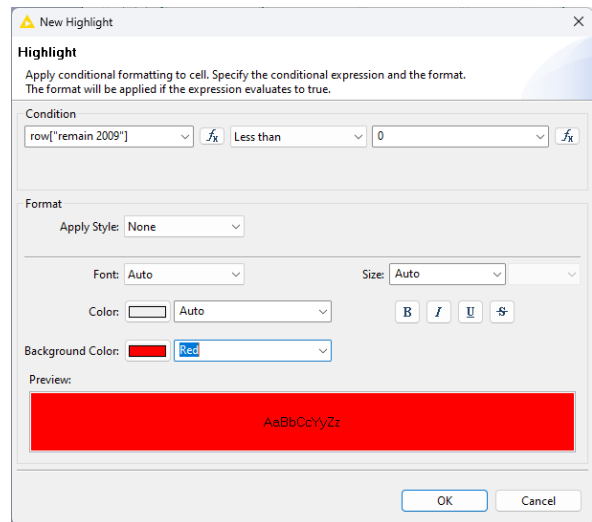 New Highlight
Highlight
Apply conditional formatting to cell. Specify the conditional expression and the format.
The format will be applied if the expression evaluates to true.
Condition
row["remain 2009"] fx Less than 0 fx
Format
Apply Style: None
Font: Auto Size: Auto
Color: Auto B I U S
Background Color: Red
Preview:
AaBbCcYyZz
OK Cancel